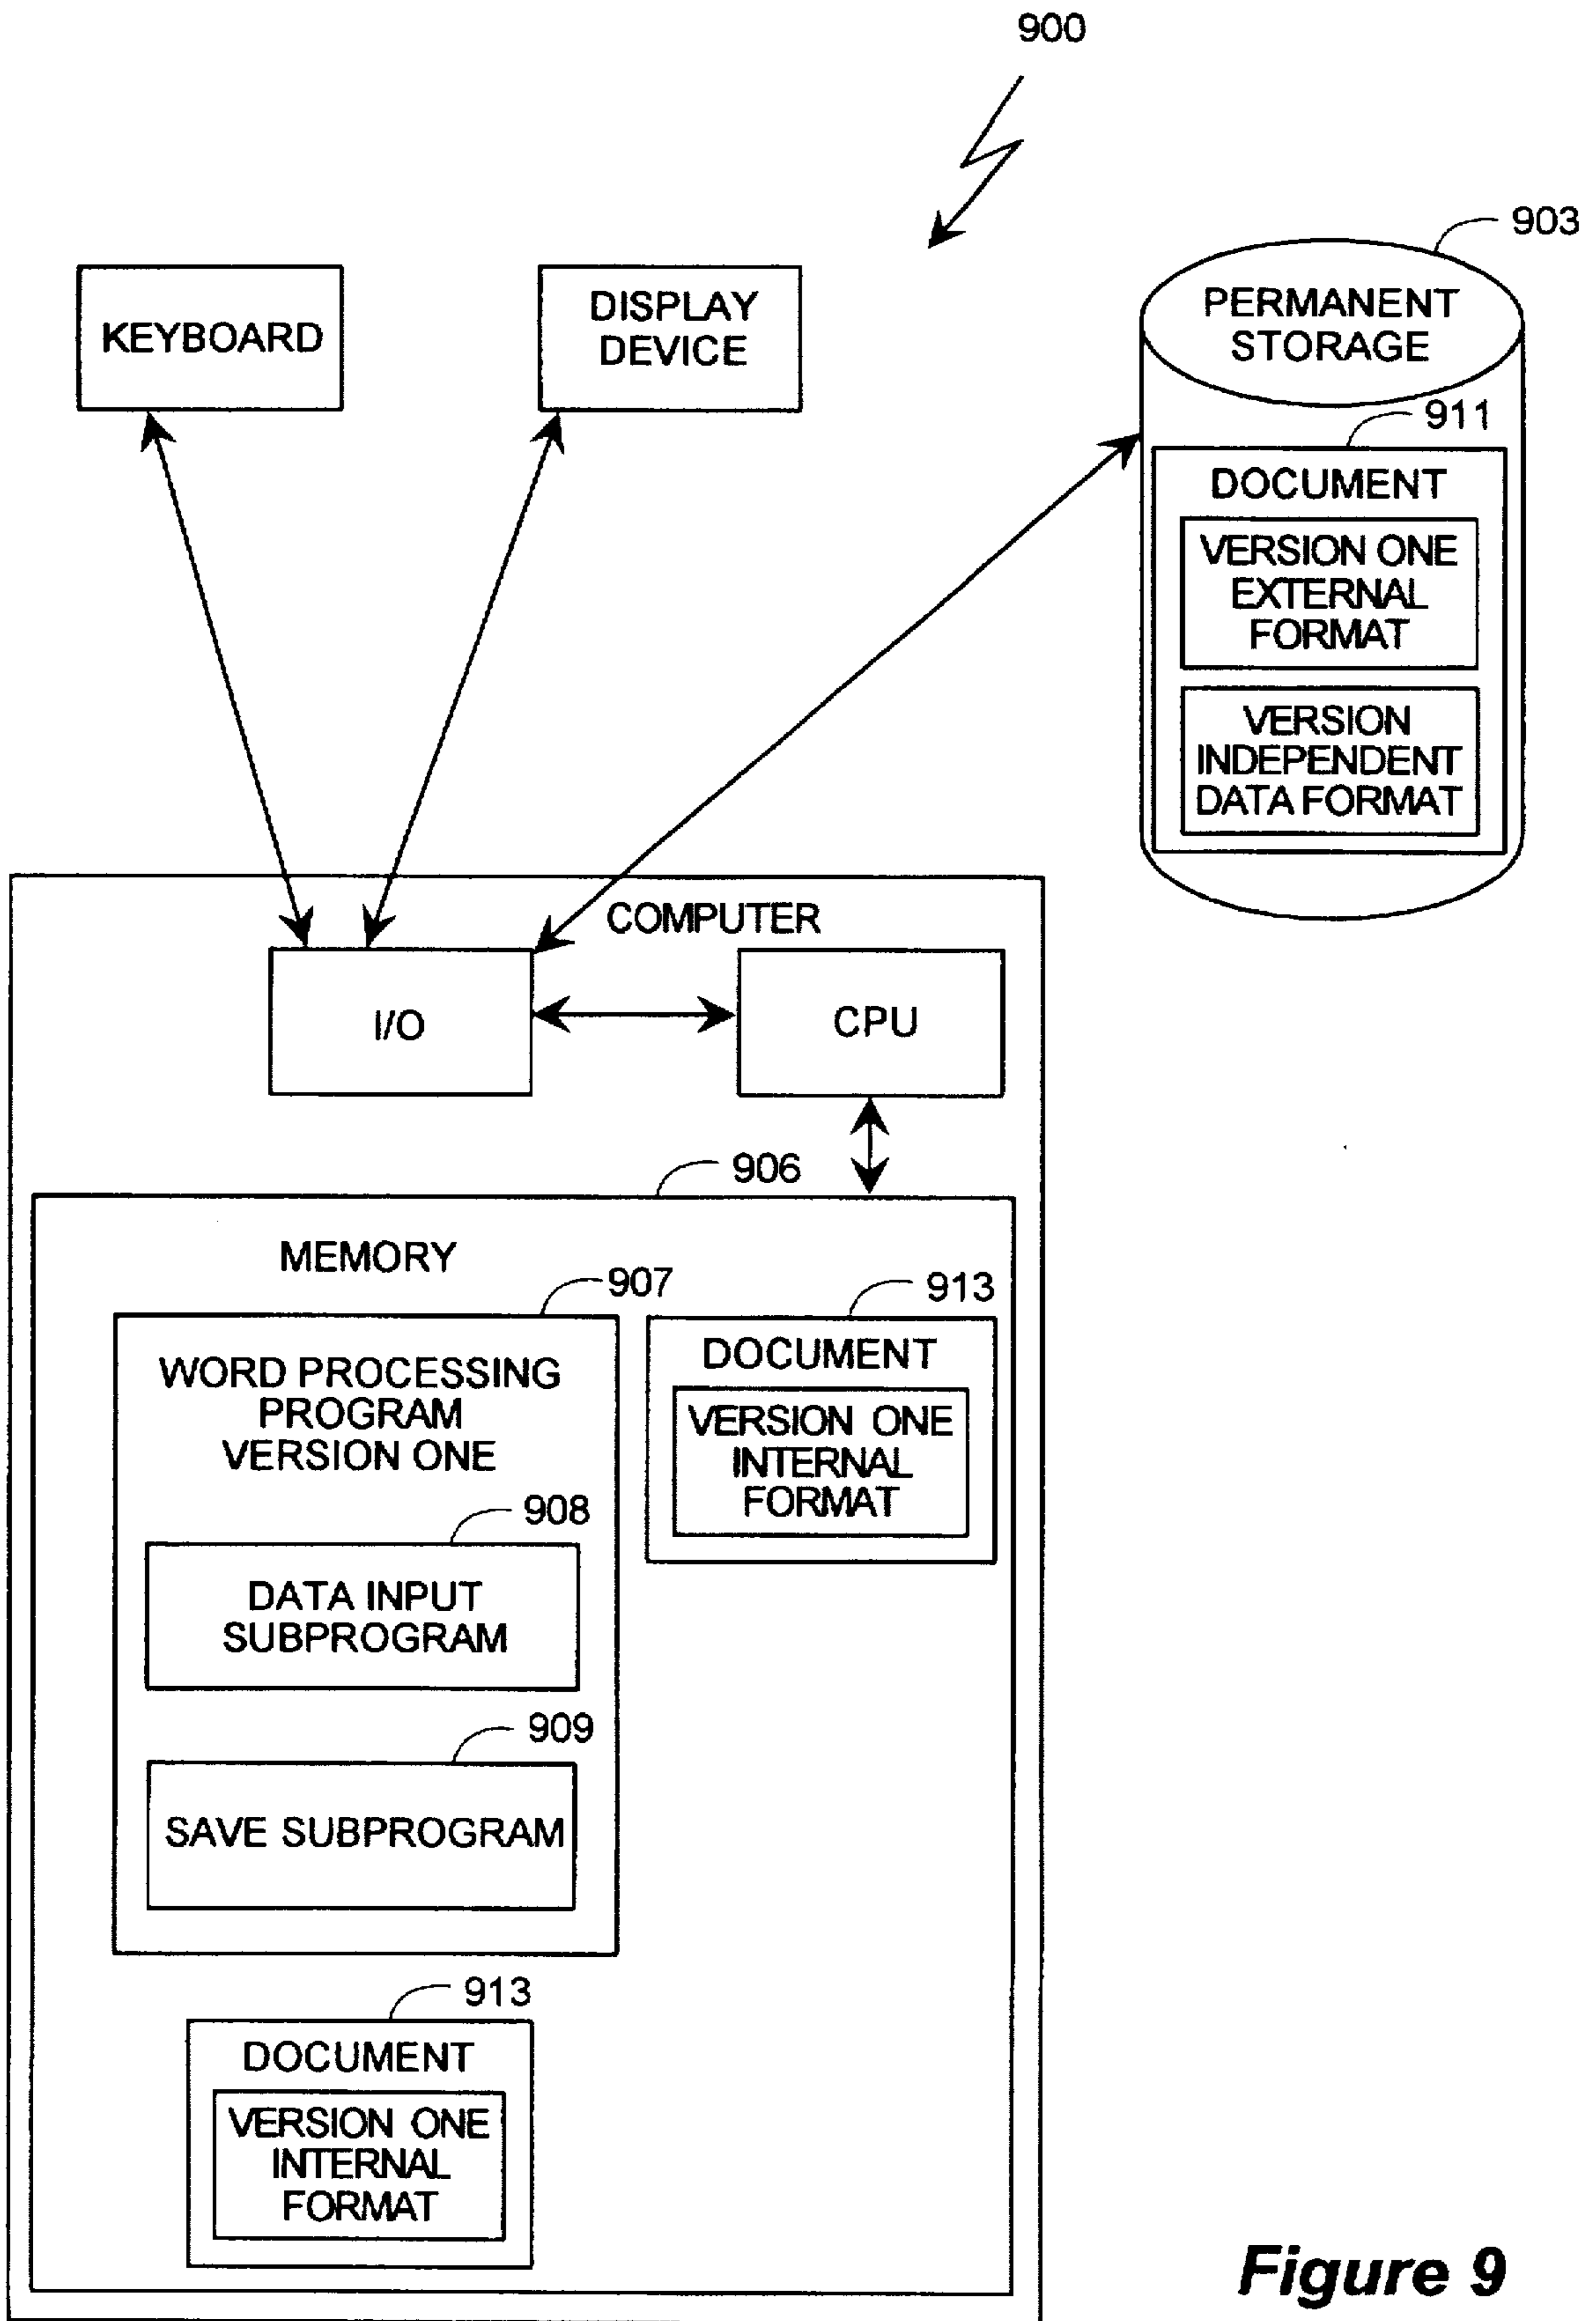 900
903
KEYBOARD
DISPLAY
DEVICE
PERMANENT
STORAGE
911
DOCUMENT
VERSION ONE
EXTERNAL
FORMAT
VERSION
INDEPENDENT
DATA FORMAT
COMPUTER
I/O
CPU
906
MEMORY
907
WORD PROCESSING
PROGRAM
VERSION ONE
908
DATA INPUT
SUBPROGRAM
909
SAVE SUBPROGRAM
913
DOCUMENT
VERSION ONE
INTERNAL
FORMAT
913
DOCUMENT
VERSION ONE
INTERNAL
FORMAT
Figure 9